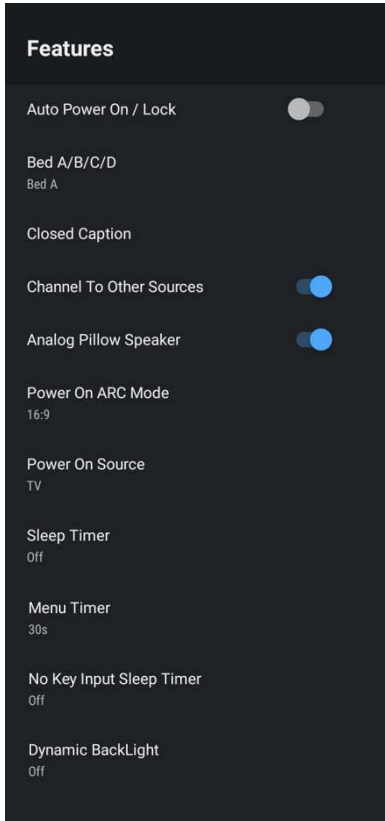 Features
Auto Power On / Lock
Bed A/B/C/D
Bed A
Closed Caption
Channel To Other Sources
Analog Pillow Speaker
Power On ARC Mode
16:9
Power On Source
TV
Sleep Timer
Off
Menu Timer
30s
No Key Input Sleep Timer
Off
Dynamic BackLight
Off